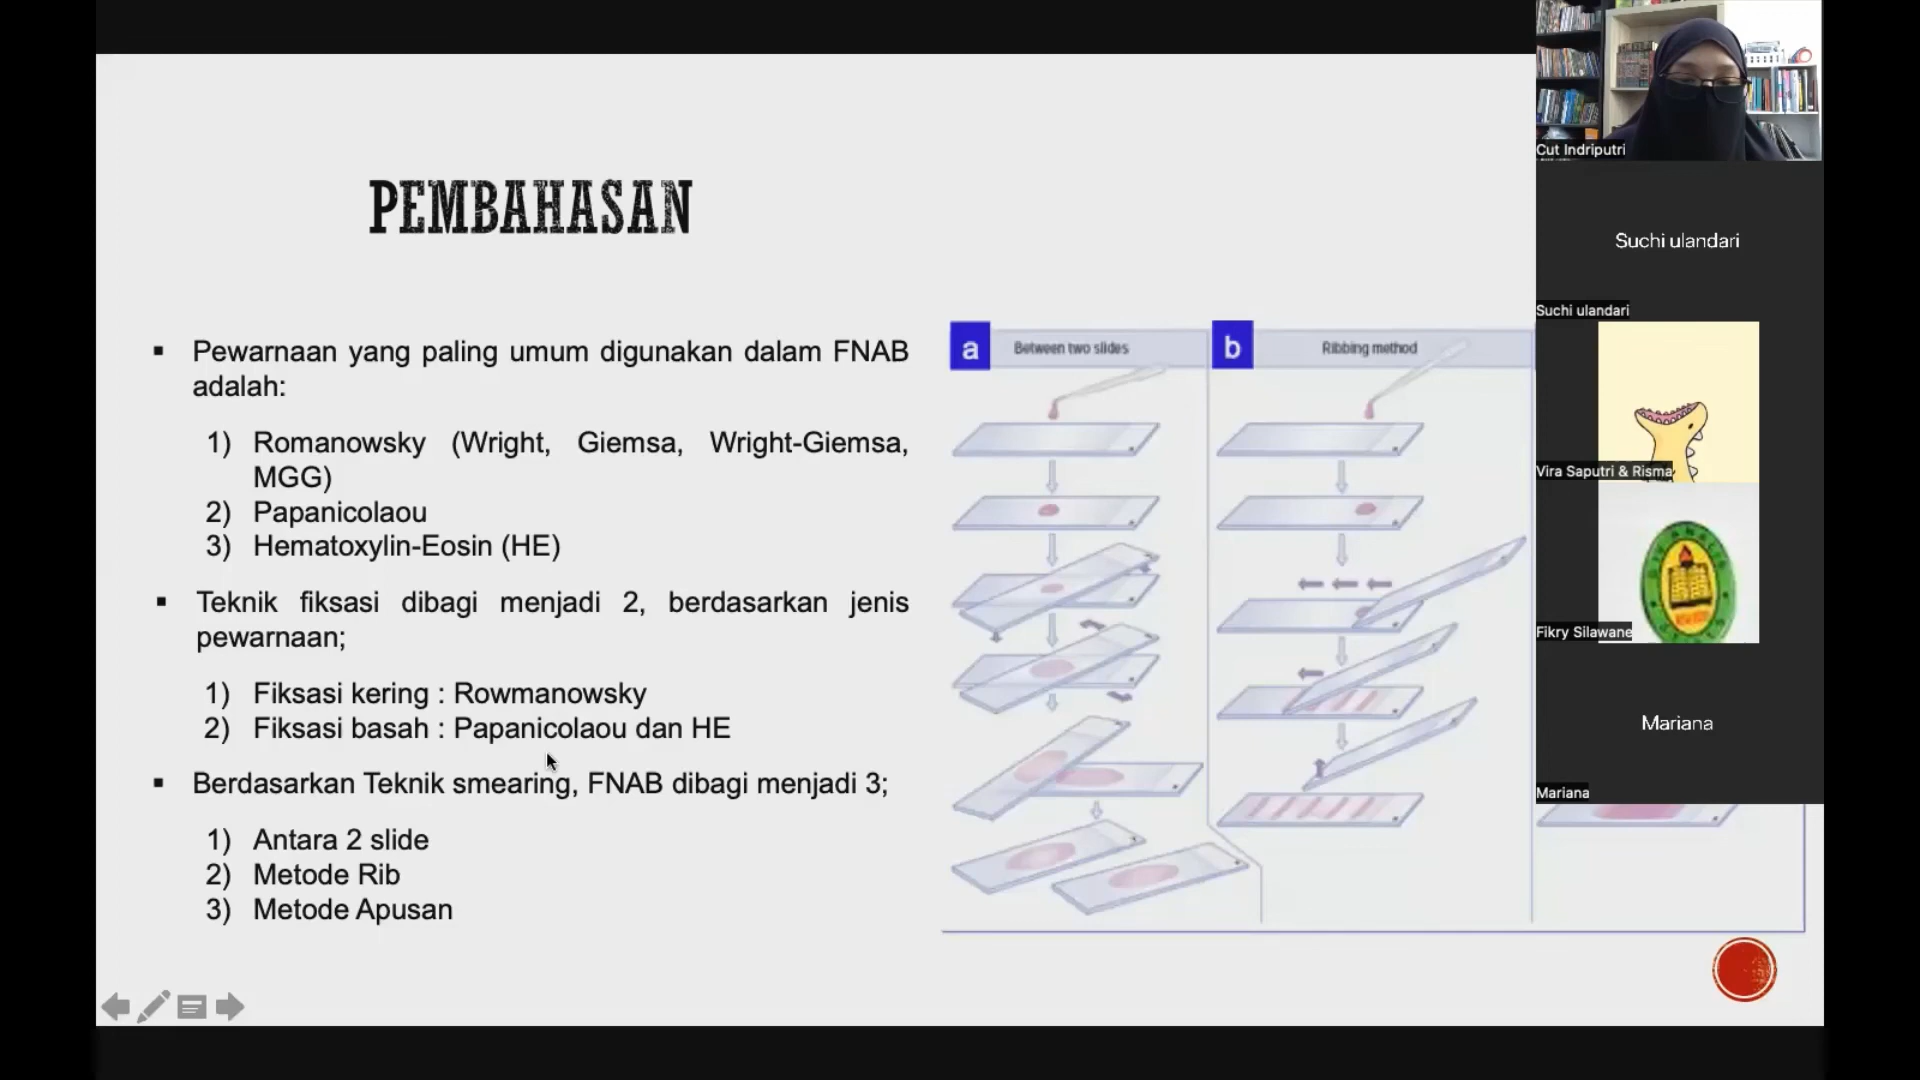 PEMBAHASAN
▪ Pewarnaan yang paling umum digunakan dalam FNAB
adalah:
1) Romanowsky (Wright, Giemsa, Wright-Giemsa,
MGG)
2) Papanicolaou
3) Hematoxylin-Eosin (HE)
▪ Teknik fiksasi dibagi menjadi 2, berdasarkan jenis
pewarnaan;
1) Fiksasi kering : Rowmanowsky
2) Fiksasi basah : Papanicolaou dan HE
▪ Berdasarkan Teknik smearing, FNAB dibagi menjadi 3;
1) Antara 2 slide
2) Metode Rib
3) Metode Apusan
a Between two slides
b Ribbing method
Cut Indriputri
Suchi ulandari
Suchi ulandari
Vira Saputri & Risma
Fikry Silawane
Mariana
Mariana